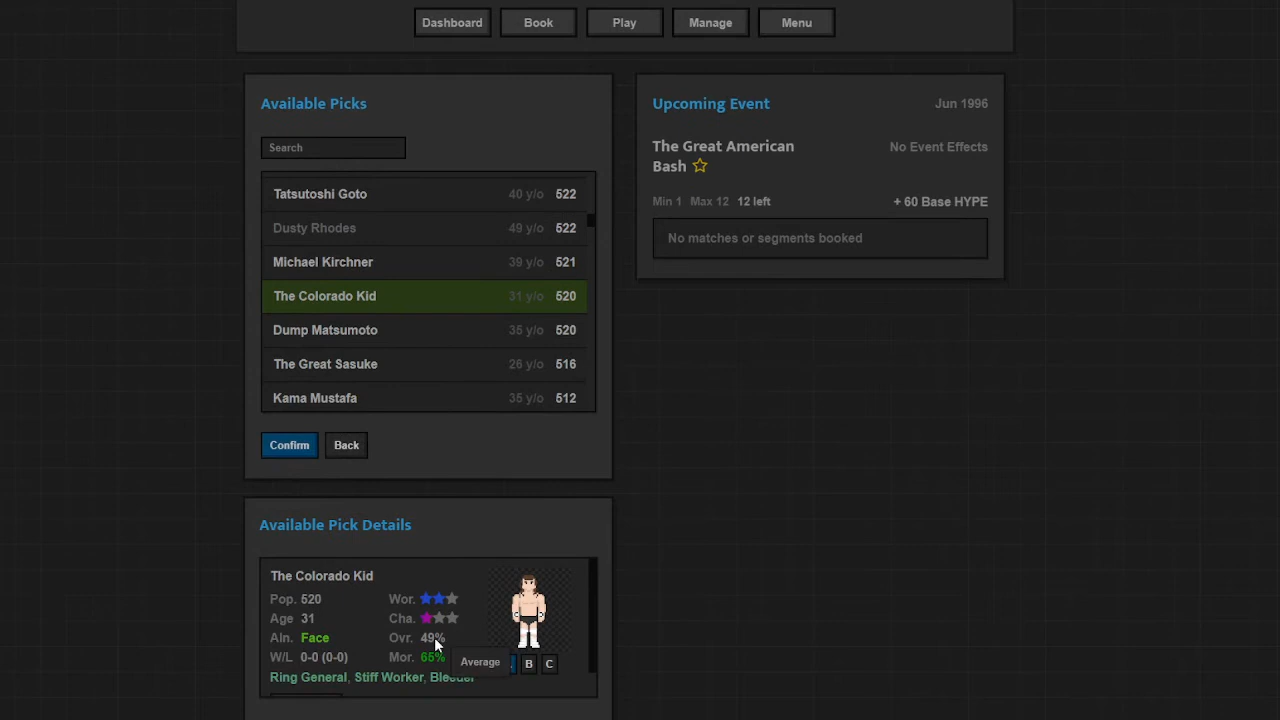 Dashboard Book Play Manage Menu
Available Picks
Search
Tatsutoshi Goto 40 y/o 522
Dusty Rhodes 49 y/o 522
Michael Kirchner 39 y/o 521
The Colorado Kid 31 y/o 520
Dump Matsumoto 35 y/o 520
The Great Sasuke 26 y/o 516
Kama Mustafa 35 y/o 512
Confirm Back
Upcoming Event Jun 1996
The Great American No Event Effects
Bash
Min 1 Max 12 12 left + 60 Base HYPE
No matches or segments booked
Available Pick Details
The Colorado Kid
Pop. 520 Wor.
Age 31 Cha.
Aln. Face Ovr. 49%
W/L 0-0 (0-0) Mor. 65% Average B C
Ring General, Stiff Worker, Bleeder